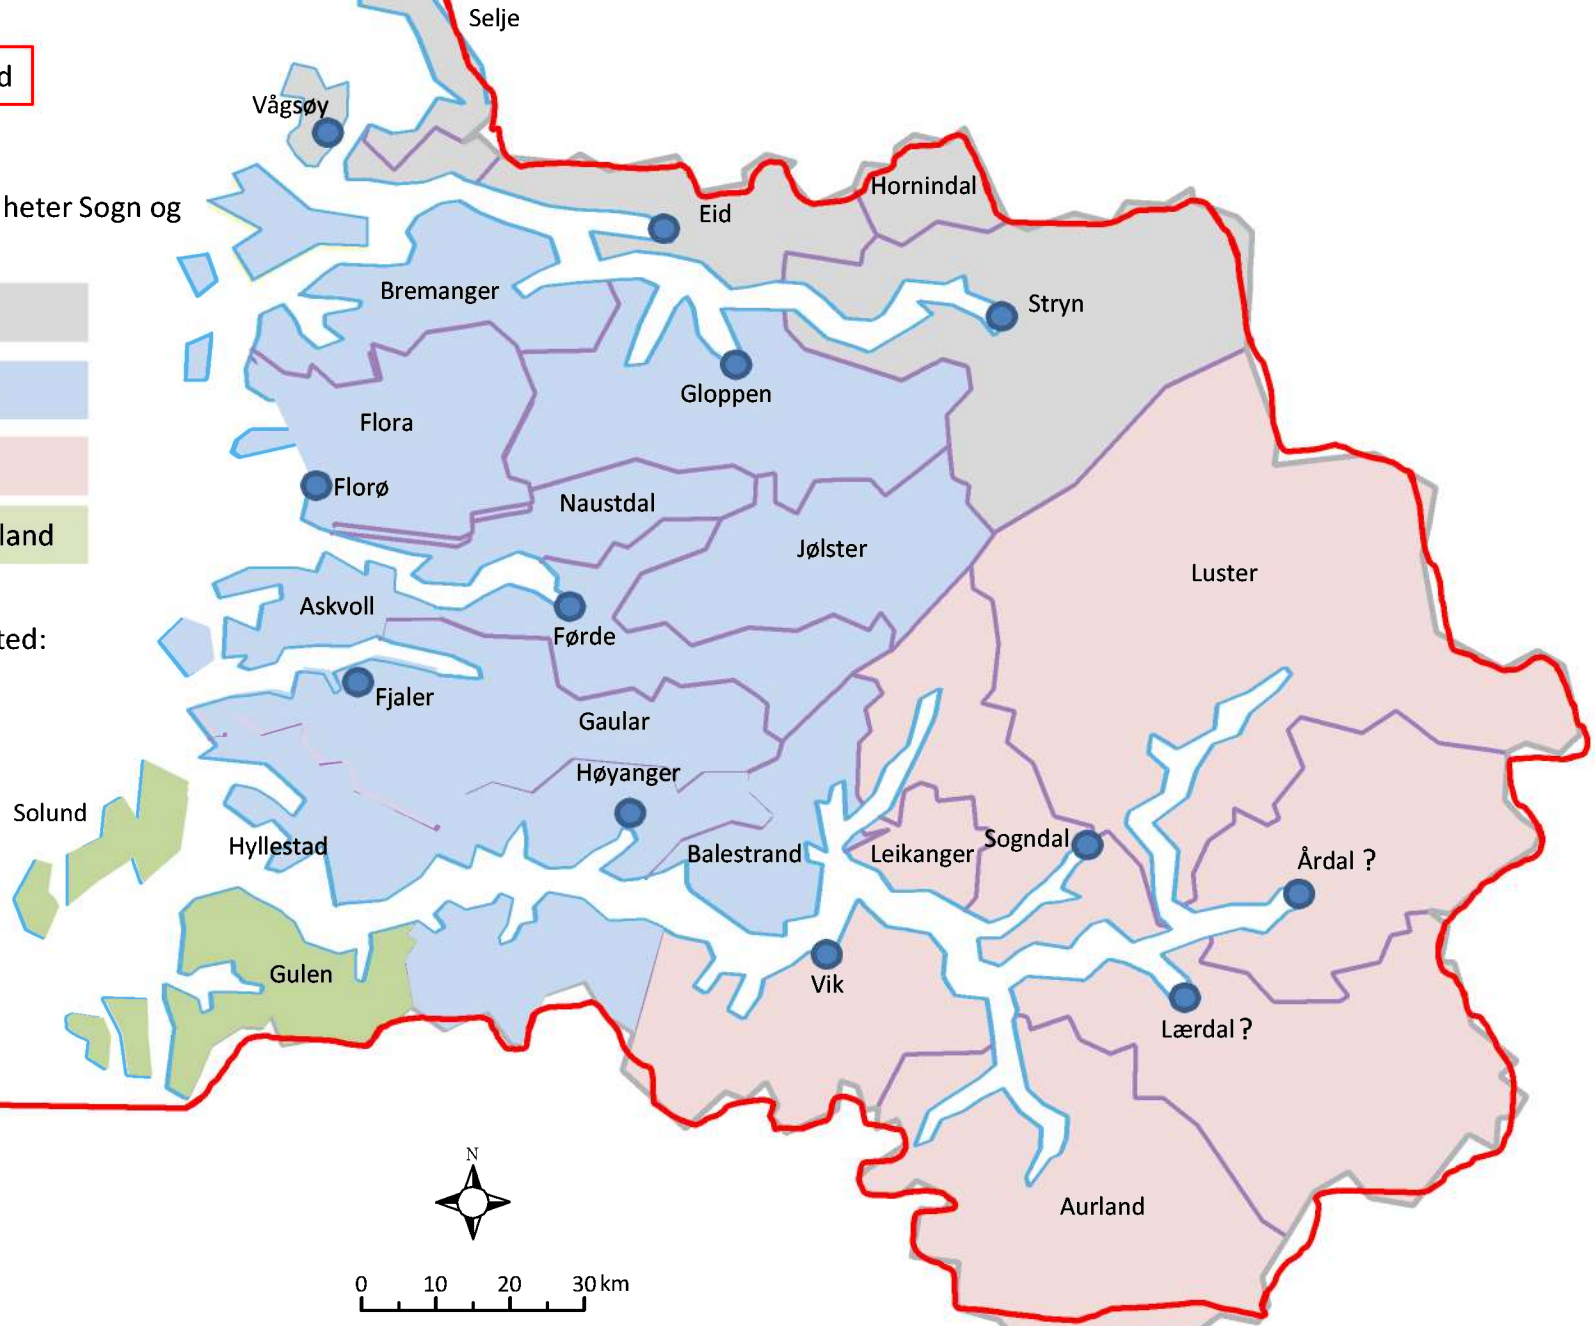 Selje
d
Vågsøy
Hornindal
heter Sogn og
Eid
Bremanger
Stryn
Gloppen
Flora
Florø
Naustdal
land
Jølster
Luster
Askvoll
ted:
Førde
Fjaler
Gaular
Høyanger
Solund
Hyllestad
Balestrand
Leikanger
Sogndal
Årdal ?
Gulen
Vik
Lærdal ?
N
Aurland
0 10 20 30 km